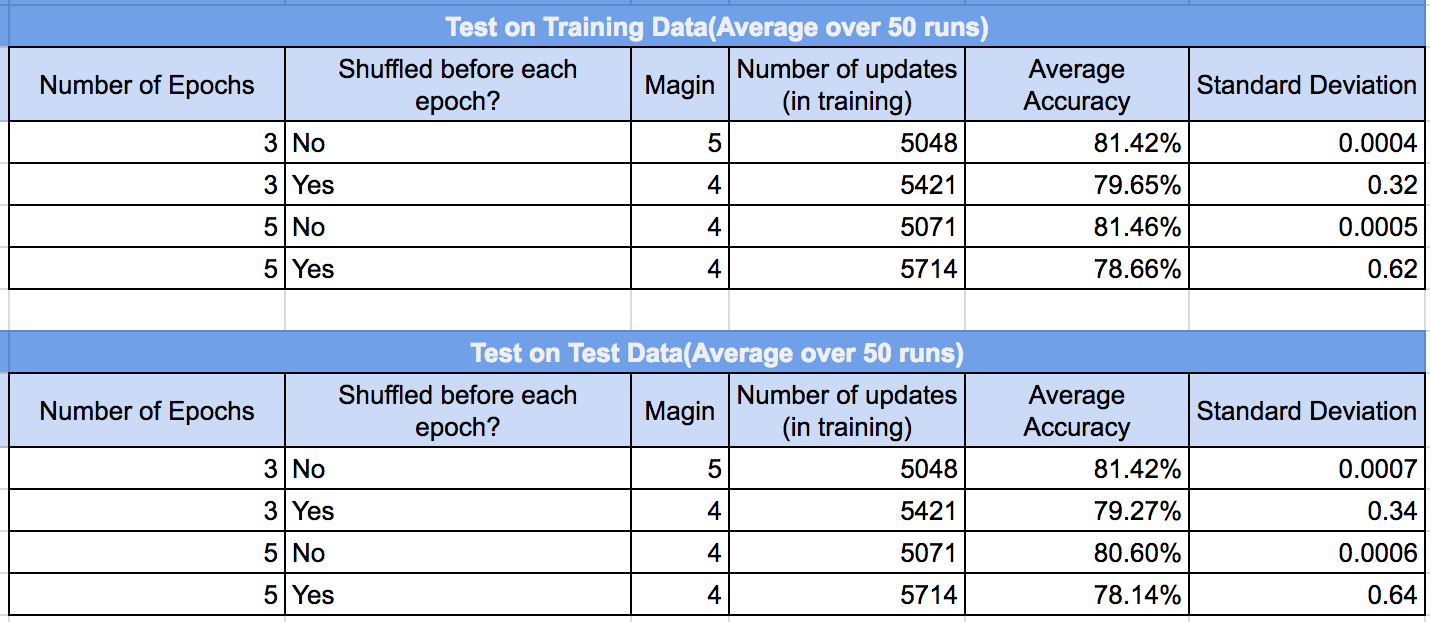 Test on Training Data(Average over 50 runs)
Number of Epochs Shuffled before each epoch? Magin Number of updates (in training) Average Accuracy Standard Deviation
3 No 5 5048 81.42% 0.0004
3 Yes 4 5421 79.65% 0.32
5 No 4 5071 81.46% 0.0005
5 Yes 4 5714 78.66% 0.62
Test on Test Data(Average over 50 runs)
Number of Epochs Shuffled before each epoch? Magin Number of updates (in training) Average Accuracy Standard Deviation
3 No 5 5048 81.42% 0.0007
3 Yes 4 5421 79.27% 0.34
5 No 4 5071 80.60% 0.0006
5 Yes 4 5714 78.14% 0.64